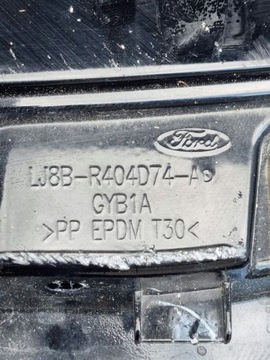 Ford
LJ8B-R404D74-A
GYB1A
>PP EPDM T30<